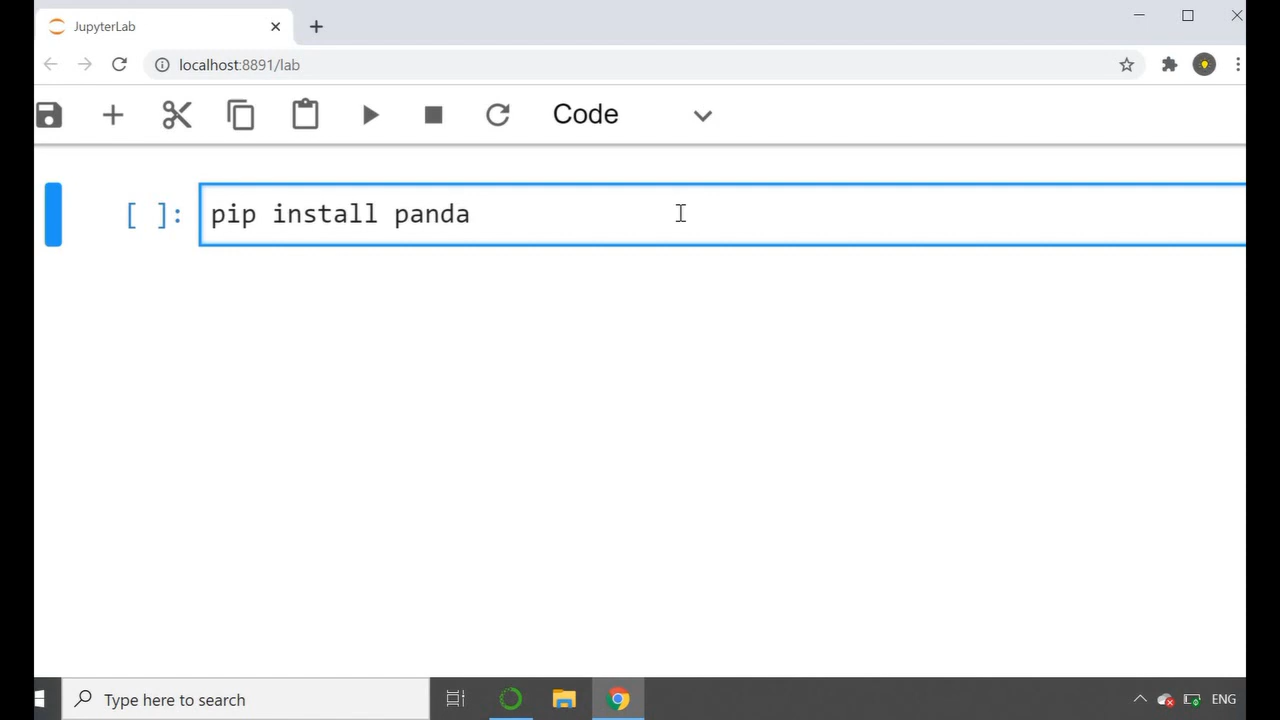 JupyterLab
localhost:8891/lab
Code
[ ]: pip install panda
Type here to search
ENG